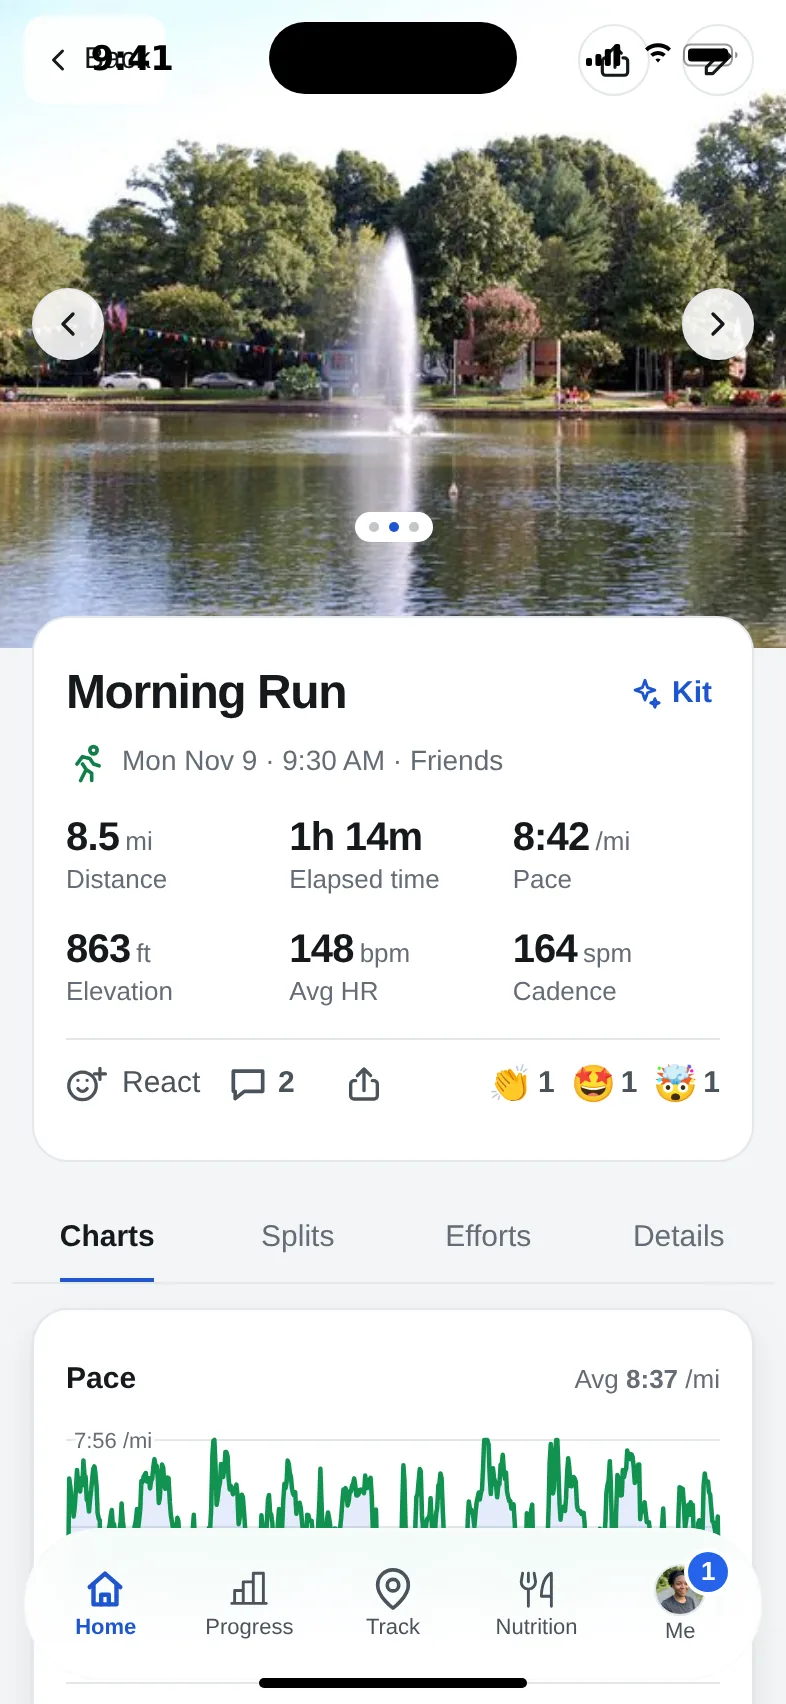 Back
9:41
Morning Run
Kit
Mon Nov 9 · 9:30 AM · Friends
8.5 mi
1h 14m
8:42 /mi
Distance
Elapsed time
Pace
863 ft
148 bpm
164 spm
Elevation
Avg HR
Cadence
React
2
👏 1 🤩 1 🤯 1
Charts
Splits
Efforts
Details
Pace
Avg 8:37 /mi
7:56 /mi
1
Home
Progress
Track
Nutrition
Me